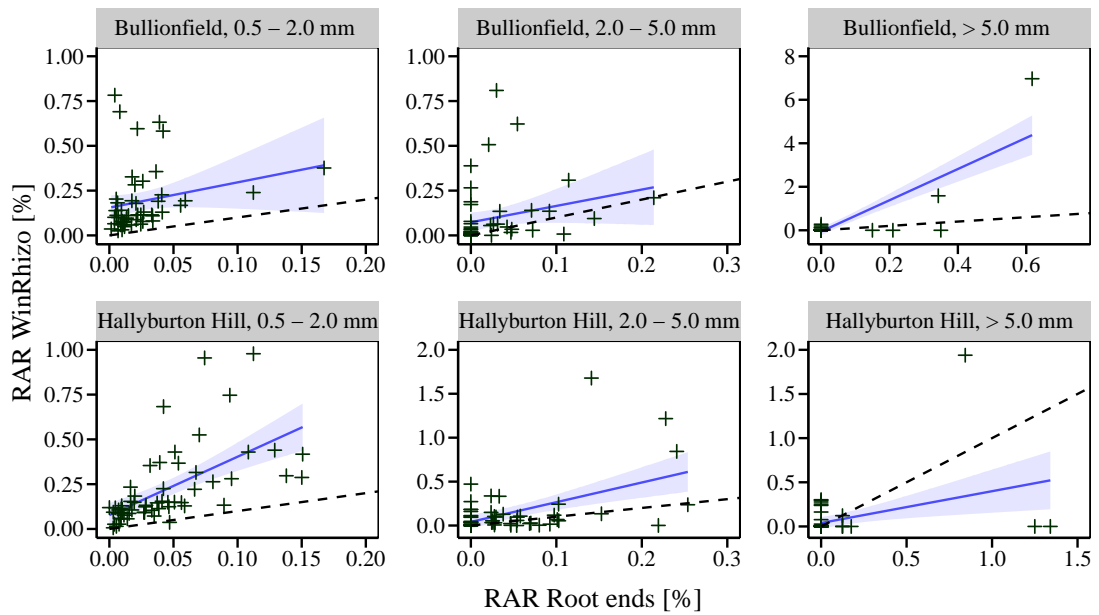 Bullionfield, 0.5 – 2.0 mm
Bullionfield, 2.0 – 5.0 mm
Bullionfield, > 5.0 mm
1.00
0.75
0.50
0.25
0.00
0.00 0.05 0.10 0.15 0.20
1.00
0.75
0.50
0.25
0.00
0.0 0.1 0.2 0.3
8
6
4
2
0
0.0 0.2 0.4 0.6
RAR WinRhizo [%]
Hallyburton Hill, 0.5 – 2.0 mm
Hallyburton Hill, 2.0 – 5.0 mm
Hallyburton Hill, > 5.0 mm
1.00
0.75
0.50
0.25
0.00
0.00 0.05 0.10 0.15 0.20
2.0
1.5
1.0
0.5
0.0
0.0 0.1 0.2 0.3
2.0
1.5
1.0
0.5
0.0
0.0 0.5 1.0 1.5
RAR Root ends [%]